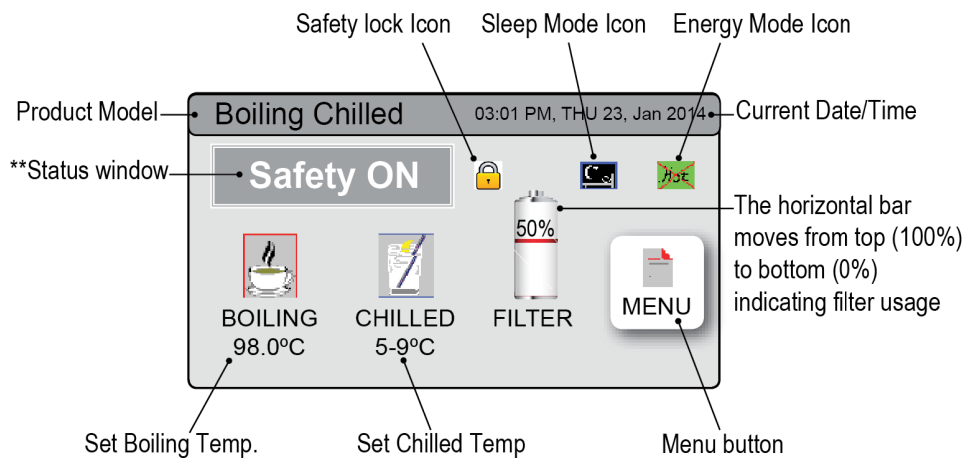 Safety lock Icon
Sleep Mode Icon
Energy Mode Icon
Product Model
Boiling Chilled
03:01 PM, THU 23, Jan 2014
Current Date/Time
**Status window
Safety ON
The horizontal bar
moves from top (100%)
to bottom (0%)
indicating filter usage
50%
BOILING
98.0ºC
CHILLED
5-9ºC
FILTER
MENU
Set Boiling Temp.
Set Chilled Temp
Menu button